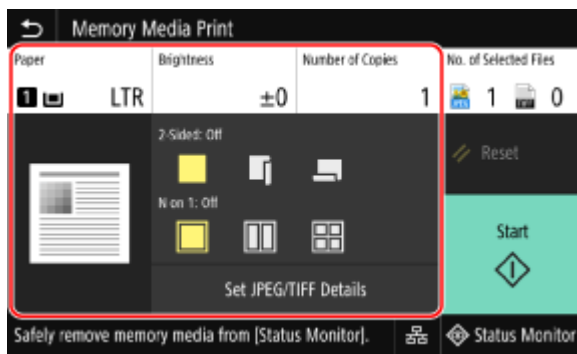 Memory Media Print
Paper
Brightness
Number of Copies
No. of Selected Files
1 LTR
±0
1
1
0
2-Sided: Off
Reset
N on 1: Off
Start
Set JPEG/TIFF Details
Safely remove memory media from [Status Monitor].
Status Monitor